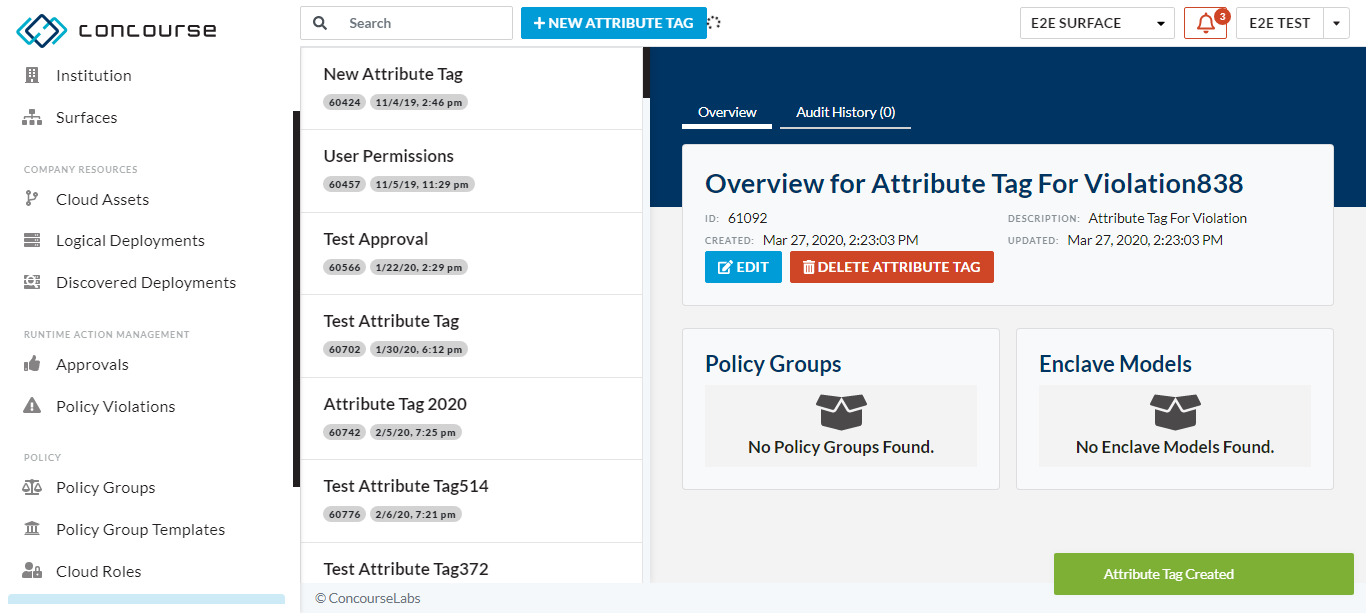 concourse
Search
NEW ATTRIBUTE TAG
E2E SURFACE
3
E2E TEST
Institution
Surfaces
COMPANY RESOURCES
Cloud Assets
Logical Deployments
Discovered Deployments
RUNTIME ACTION MANAGEMENT
Approvals
Policy Violations
POLICY
Policy Groups
Policy Group Templates
Cloud Roles
New Attribute Tag
60424 11/4/19, 2:46 pm
User Permissions
60457 11/5/19, 11:29 pm
Test Approval
60566 1/22/20, 2:29 pm
Test Attribute Tag
60702 1/30/20, 6:12 pm
Attribute Tag 2020
60742 2/5/20, 7:25 pm
Test Attribute Tag514
60776 2/6/20, 7:21 pm
Test Attribute Tag372
Overview
Audit History (0)
Overview for Attribute Tag For Violation838
ID: 61092
DESCRIPTION: Attribute Tag For Violation
CREATED: Mar 27, 2020, 2:23:03 PM
UPDATED: Mar 27, 2020, 2:23:03 PM
EDIT
DELETE ATTRIBUTE TAG
Policy Groups
No Policy Groups Found.
Enclave Models
No Enclave Models Found.
Attribute Tag Created
© ConcourseLabs